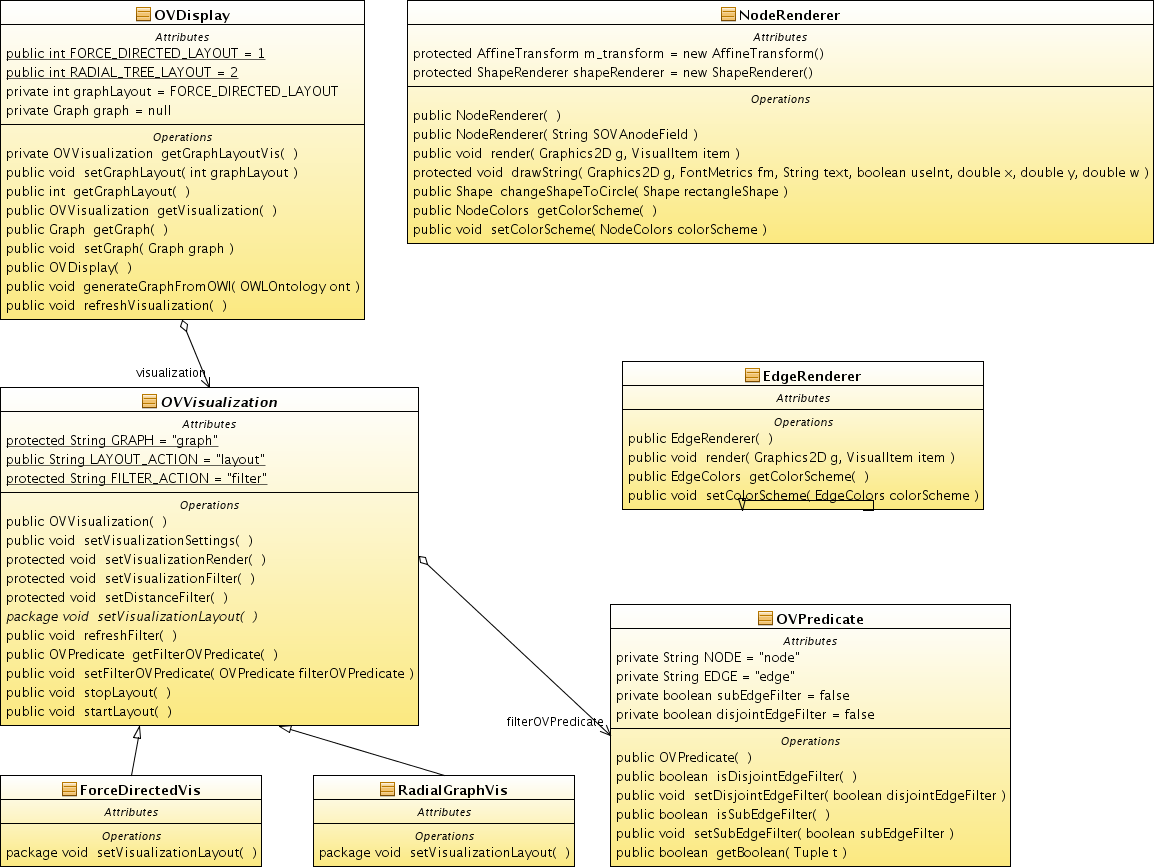 OVDisplay
Attributes
public int FORCE_DIRECTED_LAYOUT = 1
public int RADIAL_TREE_LAYOUT = 2
private int graphLayout = FORCE_DIRECTED_LAYOUT
private Graph graph = null
Operations
private OVVisualization getGraphLayoutVis( )
public void setGraphLayout( int graphLayout )
public int getGraphLayout( )
public OVVisualization getVisualization( )
public Graph getGraph( )
public void setGraph( Graph graph )
public OVDisplay( )
public void generateGraphFromOWl( OWLOntology ont )
public void refreshVisualization( )
NodeRenderer
Attributes
protected AffineTransform m_transform = new AffineTransform()
protected ShapeRenderer shapeRenderer = new ShapeRenderer()
Operations
public NodeRenderer( )
public NodeRenderer( String SOVAnodeField )
public void render( Graphics2D g, VisualItem item )
protected void drawString( Graphics2D g, FontMetrics fm, String text, boolean useInt, double x, double y, double w )
public Shape changeShapeToCircle( Shape rectangleShape )
public NodeColors getColorScheme( )
public void setColorScheme( NodeColors colorScheme )
visualization
EdgeRenderer
Attributes
Operations
public EdgeRenderer( )
public void render( Graphics2D g, VisualItem item )
public EdgeColors getColorScheme( )
public void setColorScheme( EdgeColors colorScheme )
OVVisualization
Attributes
protected String GRAPH = "graph"
public String LAYOUT_ACTION = "layout"
protected String FILTER_ACTION = "filter"
Operations
public OVVisualization( )
public void setVisualizationSettings( )
protected void setVisualizationRender( )
protected void setVisualizationFilter( )
protected void setDistanceFilter( )
package void setVisualizationLayout( )
public void refreshFilter( )
public OVPredicate getFilterOVPredicate( )
public void setFilterOVPredicate( OVPredicate filterOVPredicate )
public void stopLayout( )
public void startLayout( )
filterOVPredicate
OVPredicate
Attributes
private String NODE = "node"
private String EDGE = "edge"
private boolean subEdgeFilter = false
private boolean disjointEdgeFilter = false
Operations
public OVPredicate( )
public boolean isDisjointEdgeFilter( )
public void setDisjointEdgeFilter( boolean disjointEdgeFilter )
public boolean isSubEdgeFilter( )
public void setSubEdgeFilter( boolean subEdgeFilter )
public boolean getBoolean( Tuple t )
ForceDirectedVis
Attributes
Operations
package void setVisualizationLayout( )
RadialGraphVis
Attributes
Operations
package void setVisualizationLayout( )